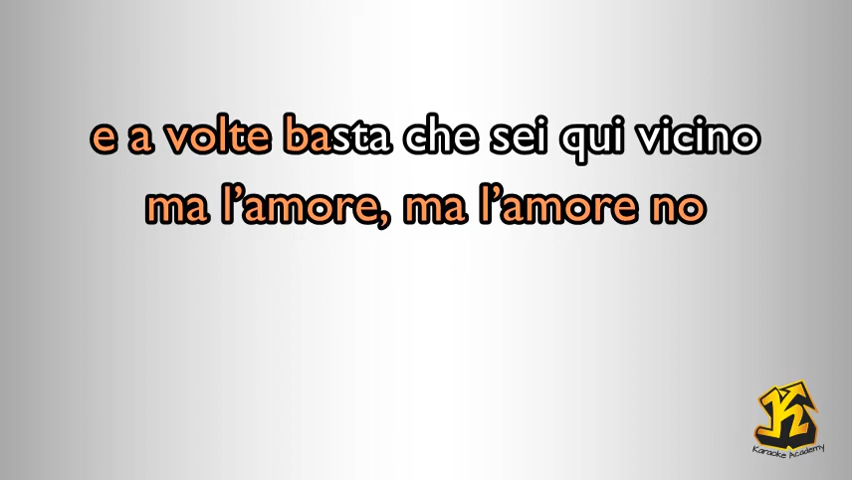 e a volte basta che sei qui vicino
ma l'amore, ma l'amore no
K
Karaoke Academy